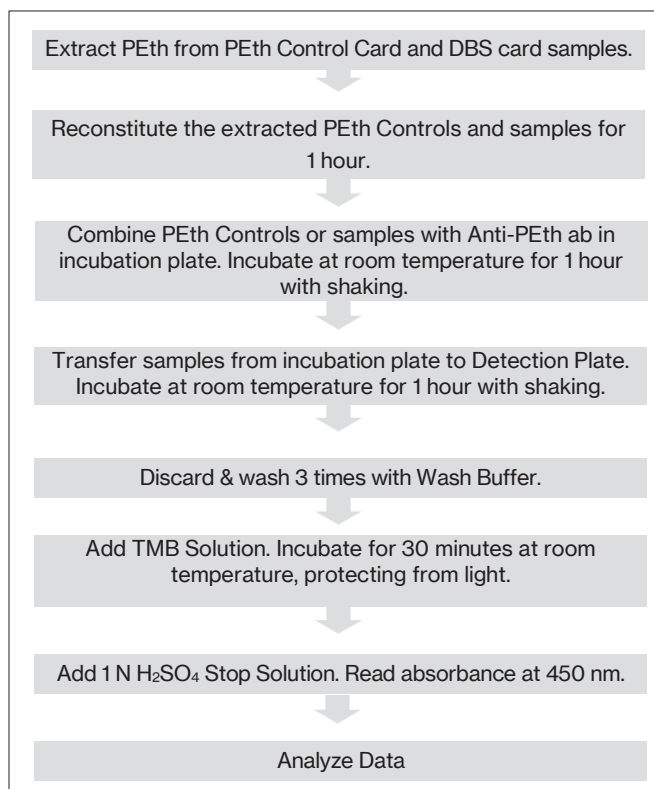 Extract PEth from PEth Control Card and DBS card samples.
Reconstitute the extracted PEth Controls and samples for
1 hour.
Combine PEth Controls or samples with Anti-PEth ab in
incubation plate. Incubate at room temperature for 1 hour
with shaking.
Transfer samples from incubation plate to Detection Plate.
Incubate at room temperature for 1 hour with shaking.
Discard & wash 3 times with Wash Buffer.
Add TMB Solution. Incubate for 30 minutes at room
temperature, protecting from light.
Add 1 N H₂SO₄ Stop Solution. Read absorbance at 450 nm.
Analyze Data